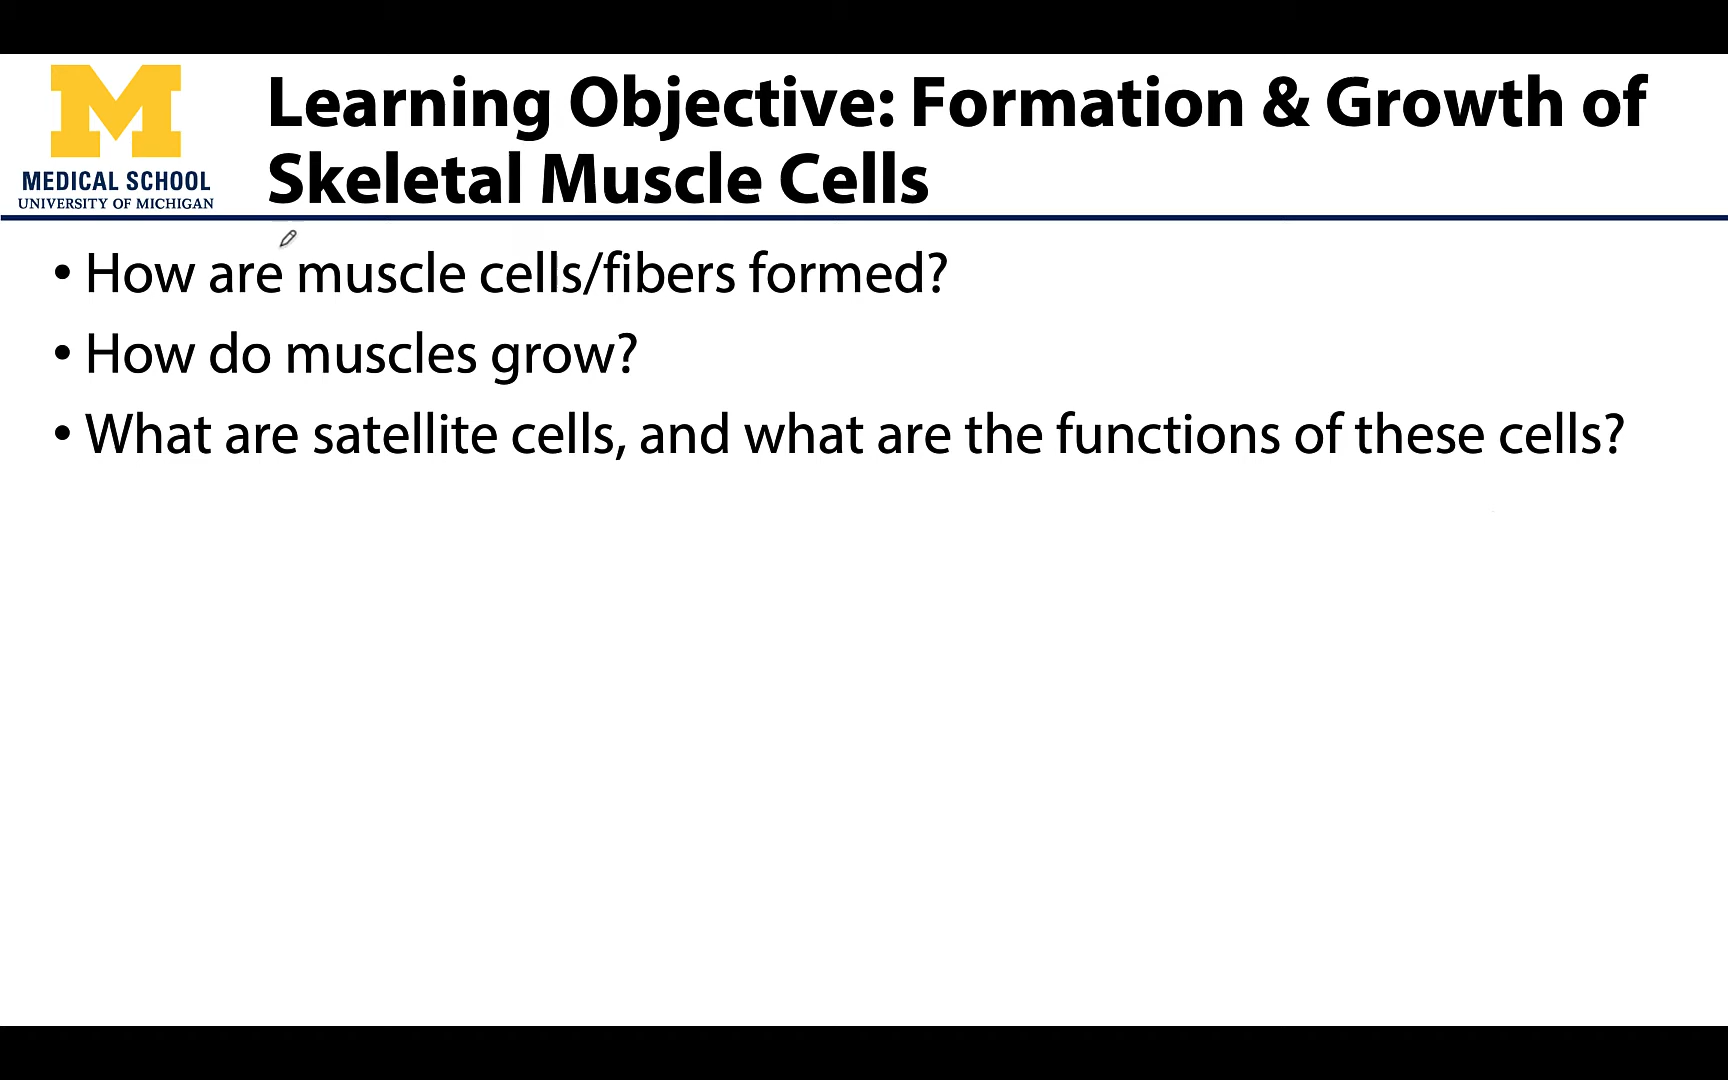 M
MEDICAL SCHOOL
UNIVERSITY OF MICHIGAN
Learning Objective: Formation & Growth of
Skeletal Muscle Cells
• How are muscle cells/fibers formed?
• How do muscles grow?
• What are satellite cells, and what are the functions of these cells?